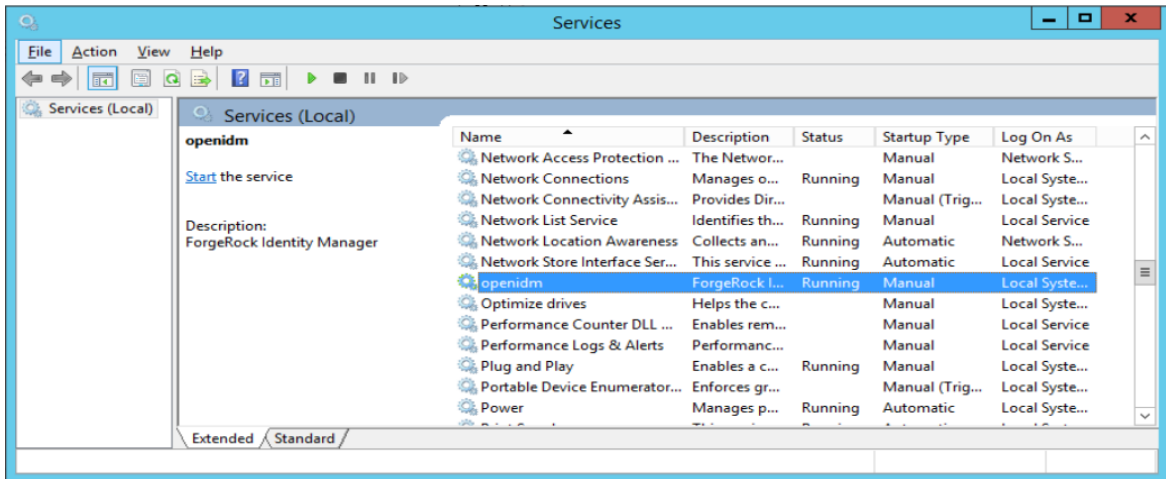 Services
File Action View Help
Services (Local)
Services (Local)
openidm
Start the service
Description:
ForgeRock Identity Manager
Name Description Status Startup Type Log On As
Network Access Protection ... The Networ... Manual Network S...
Network Connections Manages o... Running Manual Local Syste...
Network Connectivity Assis... Provides Dir... Manual (Trig... Local Syste...
Network List Service Identifies th... Running Manual Local Service
Network Location Awareness Collects an... Running Automatic Network S...
Network Store Interface Ser... This service ... Running Automatic Local Service
openidm ForgeRock I... Running Manual Local Syste...
Optimize drives Helps the c... Manual Local Syste...
Performance Counter DLL ... Enables rem... Manual Local Service
Performance Logs & Alerts Performanc... Manual Local Service
Plug and Play Enables a c... Running Manual Local Syste...
Portable Device Enumerator... Enforces gr... Manual (Trig... Local Syste...
Power Manages p... Running Automatic Local Syste...
Extended Standard